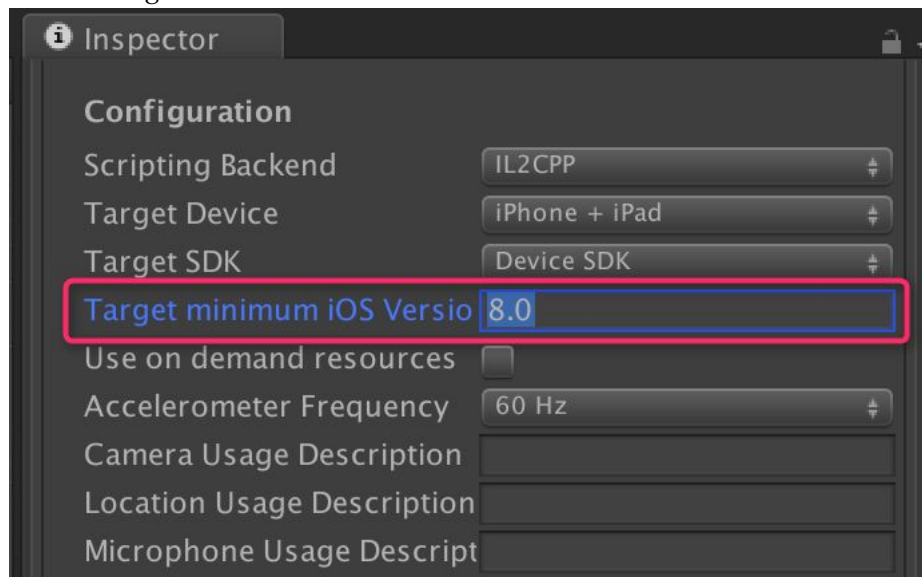 Inspector
Configuration
Scripting Backend IL2CPP
Target Device iPhone + iPad
Target SDK Device SDK
Target minimum iOS Versio 8.0
Use on demand resources
Accelerometer Frequency 60 Hz
Camera Usage Description
Location Usage Description
Microphone Usage Descript